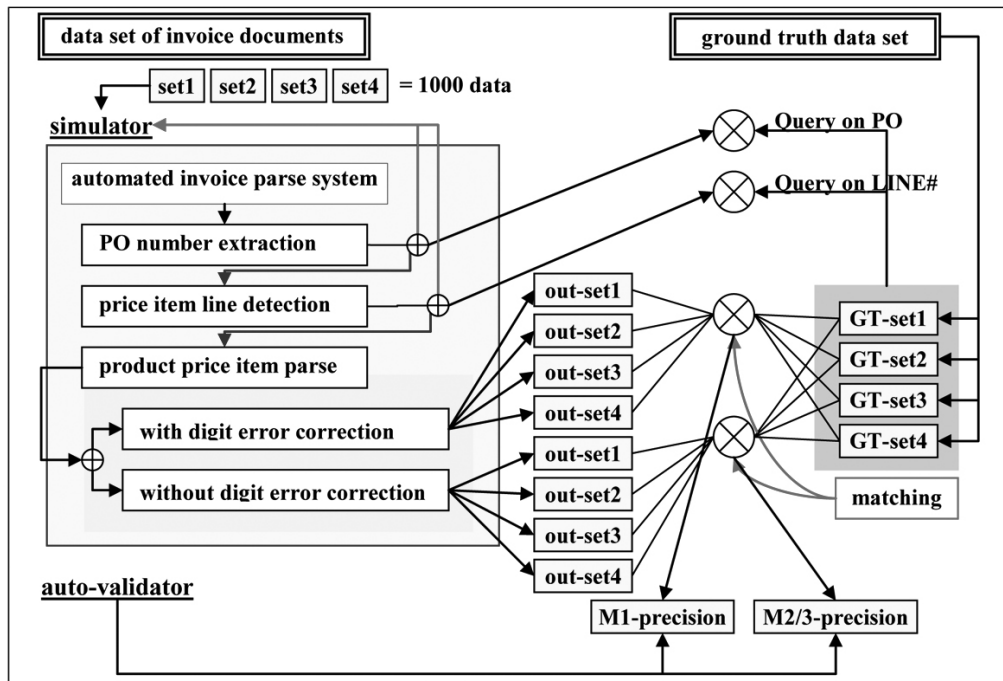 data set of invoice documents
ground truth data set
set1 set2 set3 set4 = 1000 data
simulator
Query on PO
automated invoice parse system
Query on LINE#
PO number extraction
price item line detection
product price item parse
out-set1
out-set2
out-set3
out-set4
GT-set1
GT-set2
GT-set3
GT-set4
with digit error correction
without digit error correction
out-set1
out-set2
out-set3
out-set4
matching
auto-validator
M1-precision
M2/3-precision